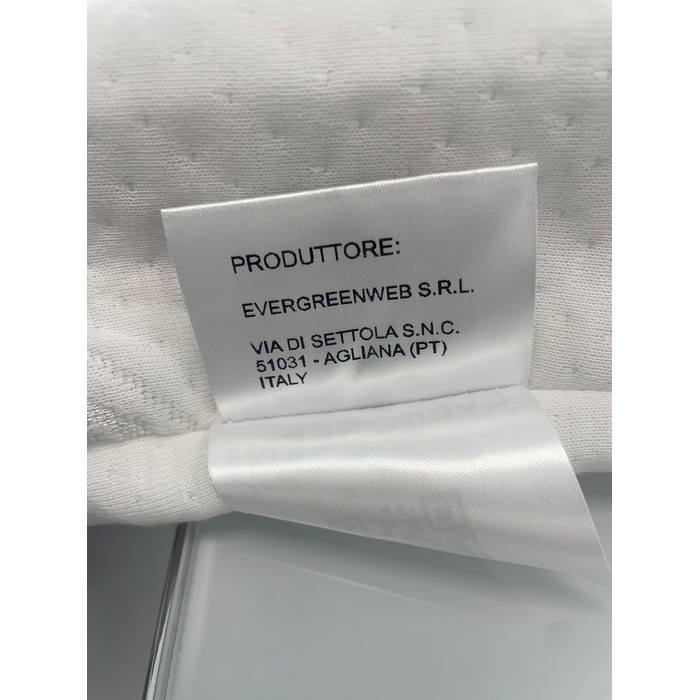 PRODUTTORE:
EVERGREENWEB S.R.L.
VIA DI SETTOLA S.N.C.
51031 - AGLIANA (PT)
ITALY